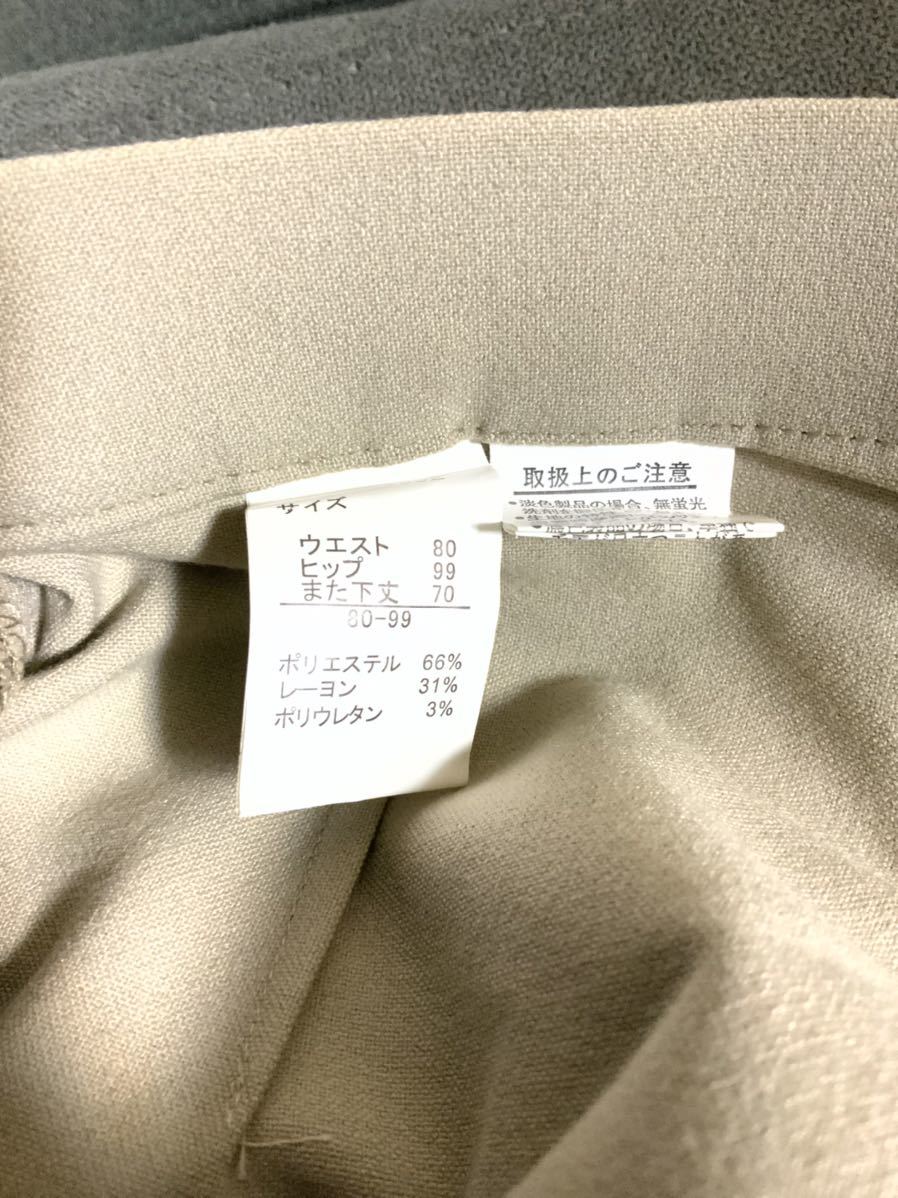 サイズ
ウエスト 80
ヒップ 99
また下丈 70
80-99
ポリエステル 66%
レーヨン 31%
ポリウレタン 3%
取扱上のご注意
・淡色製品の場合、無蛍光